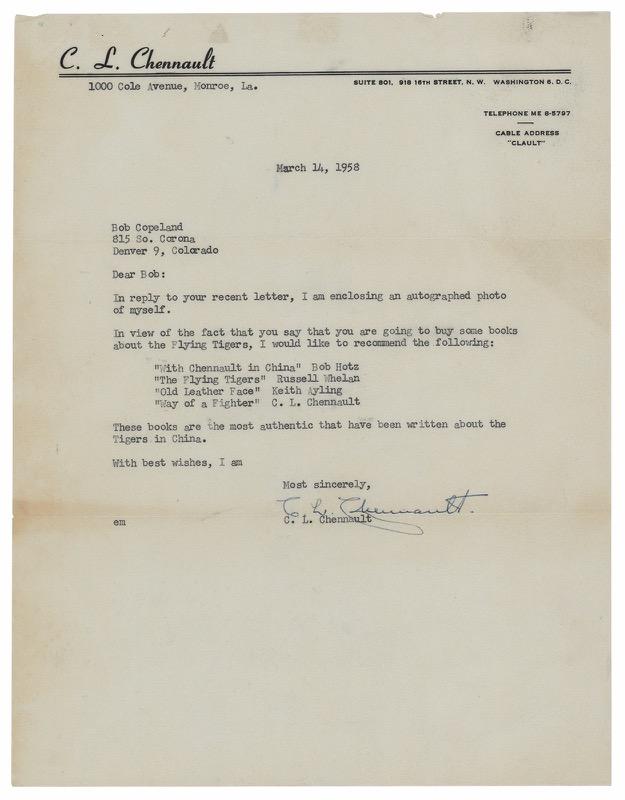 C. L. Chennault
1000 Cole Avenue, Monroe, La.
SUITE 801, 918 16TH STREET, N. W. WASHINGTON 6, D. C.
TELEPHONE ME 8-5797
CABLE ADDRESS
"CLAULT"
March 14, 1958
Bob Copeland
815 So. Corona
Denver 9, Colorado
Dear Bob:
In reply to your recent letter, I am enclosing an autographed photo
of myself.
In view of the fact that you say that you are going to buy some books
about the Flying Tigers, I would like to recommend the following:
"With Chennault in China" Bob Hotz
"The Flying Tigers" Russell Whelan
"Old Leather Face" Keith Ayling
"Way of a Fighter" C. L. Chennault
These books are the most authentic that have been written about the
Tigers in China.
With best wishes, I am
Most sincerely,
C. L. Chennault.
C. L. Chennault
em